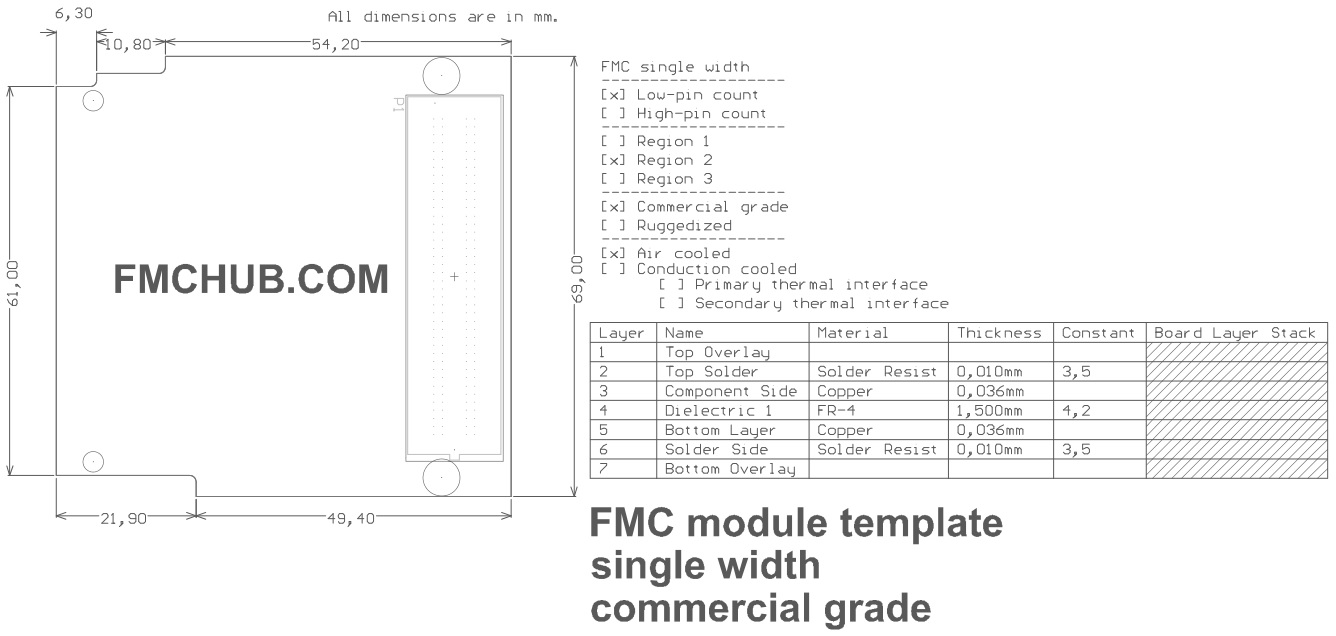 6,30
All dimensions are in mm.
10,80
54,20
P1
61,00
FMCHUB.COM
69,00
21,90
49,40
FMC single width
--------------------
[x] Low-pin count
[ ] High-pin count
--------------------
[ ] Region 1
[x] Region 2
[ ] Region 3
--------------------
[x] Commercial grade
[ ] Ruggedized
--------------------
[x] Air cooled
[ ] Conduction cooled
[ ] Primary thermal interface
[ ] Secondary thermal interface
Layer Name Material Thickness Constant Board Layer Stack
1 Top Overlay
2 Top Solder Solder Resist 0,010mm 3,5
3 Component Side Copper 0,036mm
4 Dielectric 1 FR-4 1,500mm 4,2
5 Bottom Layer Copper 0,036mm
6 Solder Side Solder Resist 0,010mm 3,5
7 Bottom Overlay
FMC module template
single width
commercial grade